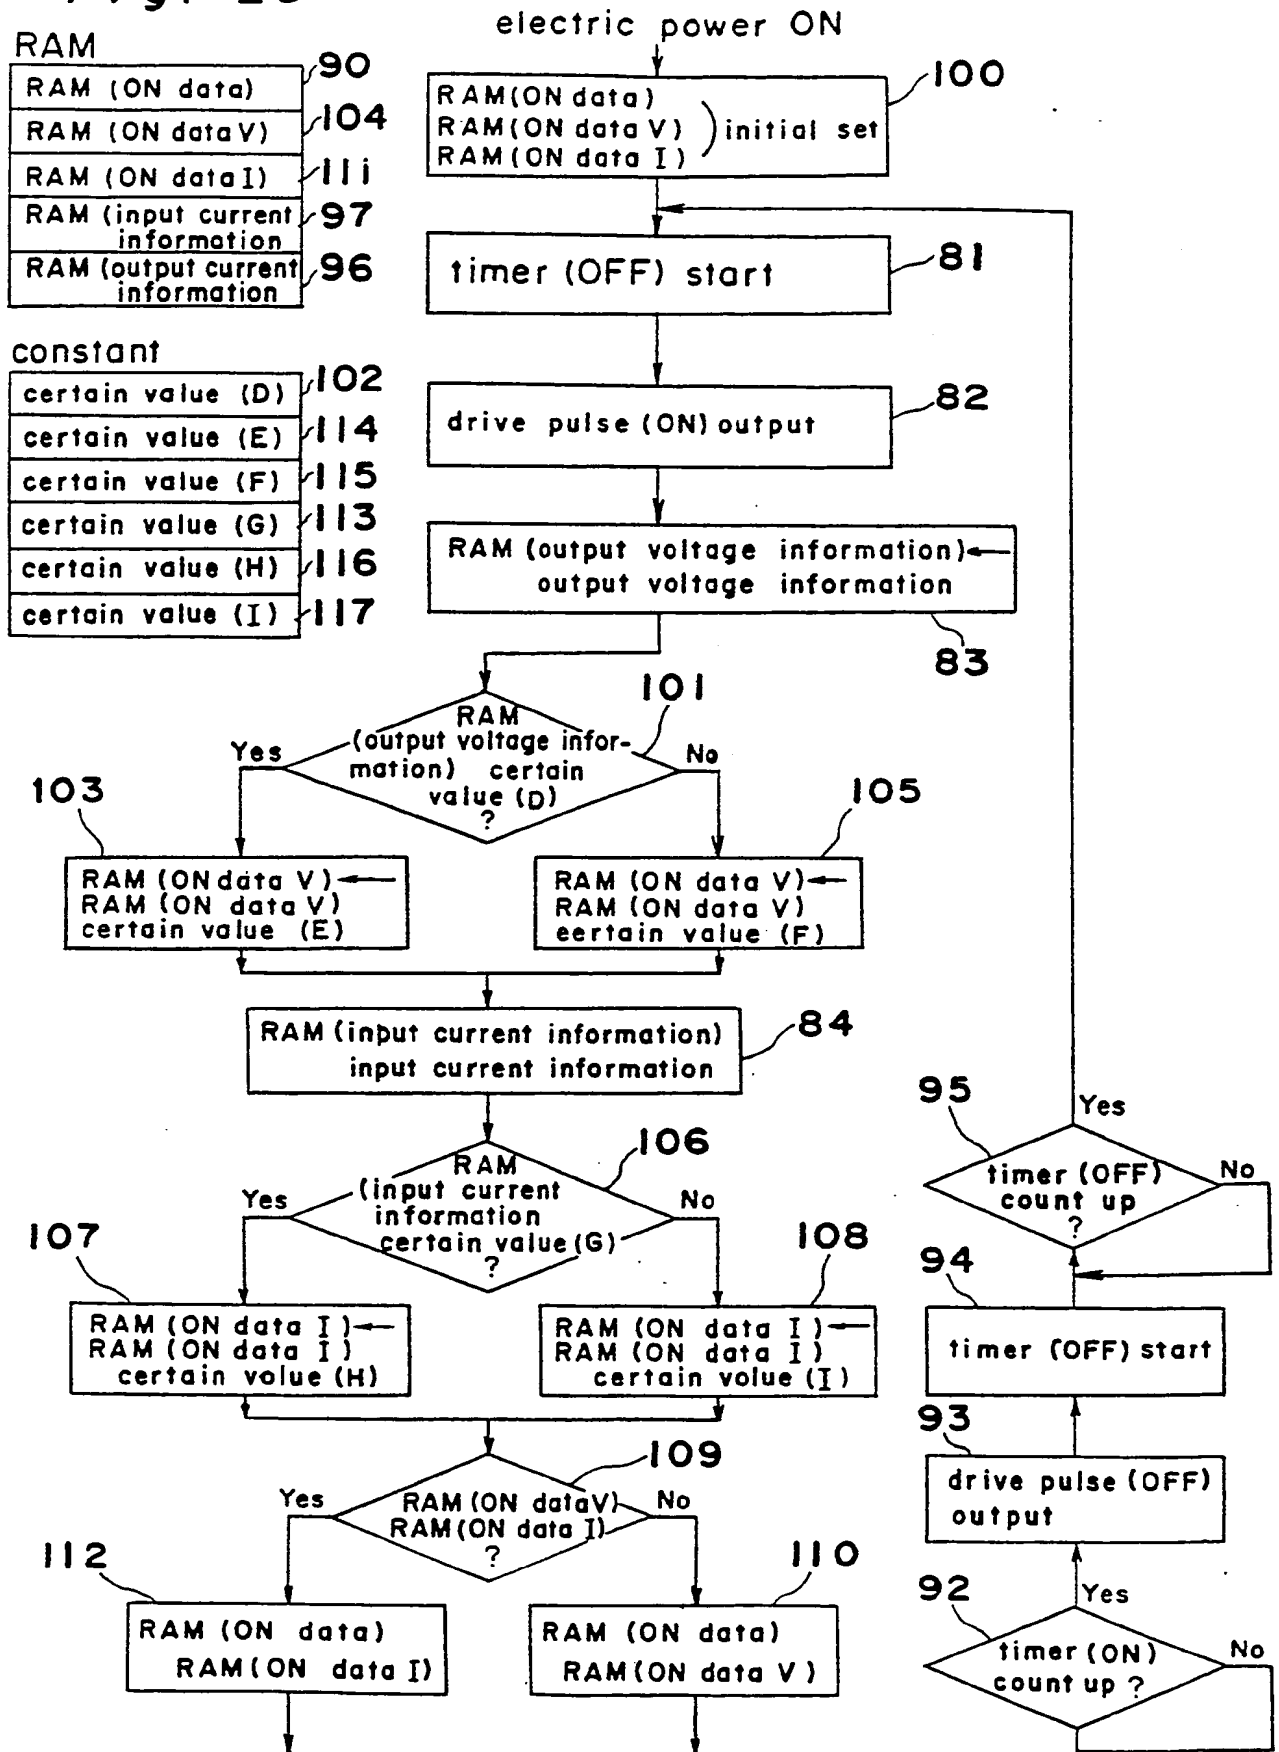 electric power ON
RAM
RAM (ON data)
90
RAM (ON data V)
104
RAM (ON data I)
111
RAM (input current
information
97
RAM (output current
information
96
constant
certain value (D)
102
certain value (E)
114
certain value (F)
115
certain value (G)
113
certain value (H)
116
certain value (I)
117
RAM(ON data)
RAM(ON data V)
RAM(ON data I)
) initial set
100
timer (OFF) start
81
drive pulse (ON) output
82
RAM (output voltage information)←
output voltage information
83
101
RAM
(output voltage infor-
mation) certain
value (D)
?
Yes
No
103
RAM (ON data V)←
RAM (ON data V)
certain value (E)
105
RAM (ON data V)←
RAM (ON data V)
eertain value (F)
RAM (input current information)
input current information
84
106
RAM
(input current
information
certain value (G)
?
Yes
No
107
RAM (ON data I)←
RAM (ON data I)
certain value (H)
108
RAM (ON data I)←
RAM (ON data I)
certain value (I)
109
RAM (ON data V)
RAM (ON data I)
?
Yes
No
112
RAM (ON data)
RAM(ON data I)
110
RAM (ON data)
RAM(ON data V)
95
Yes
timer (OFF)
count up
?
No
94
timer (OFF) start
93
drive pulse (OFF)
output
92
Yes
timer (ON)
count up ?
No